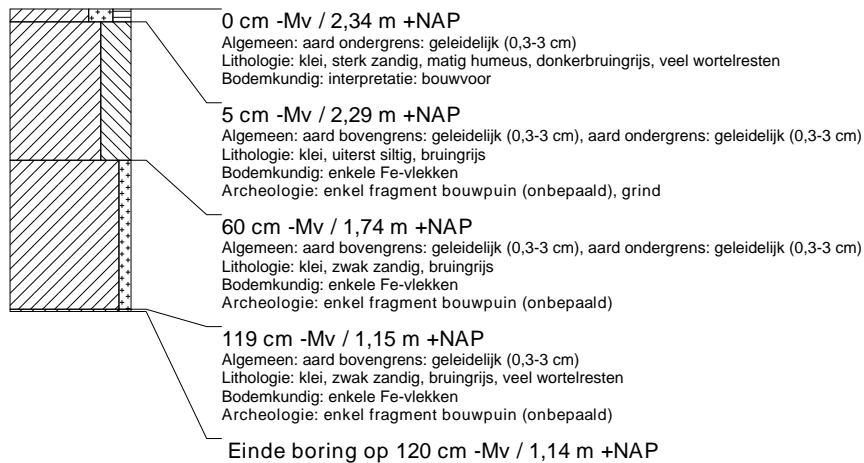 0 cm -Mv / 2,34 m +NAP
Algemeen: aard ondergrens: geleidelijk (0,3-3 cm)
Lithologie: klei, sterk zandig, matig humeus, donkerbruingrijs, veel wortelresten
Bodemkundig: interpretatie: bouwvoor
5 cm -Mv / 2,29 m +NAP
Algemeen: aard bovengrens: geleidelijk (0,3-3 cm), aard ondergrens: geleidelijk (0,3-3 cm)
Lithologie: klei, uiterst siltig, bruingrijs
Bodemkundig: enkele Fe-vlekken
Archeologie: enkel fragment bouwpuin (onbepaald), grind
60 cm -Mv / 1,74 m +NAP
Algemeen: aard bovengrens: geleidelijk (0,3-3 cm), aard ondergrens: geleidelijk (0,3-3 cm)
Lithologie: klei, zwak zandig, bruingrijs
Bodemkundig: enkele Fe-vlekken
Archeologie: enkel fragment bouwpuin (onbepaald)
119 cm -Mv / 1,15 m +NAP
Algemeen: aard bovengrens: geleidelijk (0,3-3 cm)
Lithologie: klei, zwak zandig, bruingrijs, veel wortelresten
Bodemkundig: enkele Fe-vlekken
Archeologie: enkel fragment bouwpuin (onbepaald)
Einde boring op 120 cm -Mv / 1,14 m +NAP